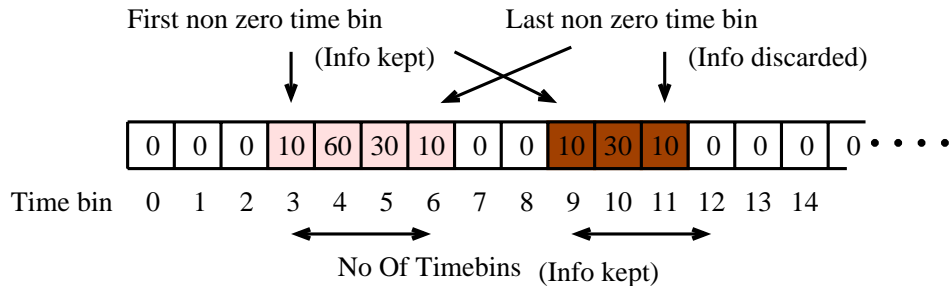 First non zero time bin Last non zero time bin
(Info kept) (Info discarded)
0 0 0 10 60 30 10 0 0 10 30 10 0 0 0 0
Time bin 0 1 2 3 4 5 6 7 8 9 10 11 12 13 14
No Of Timebins (Info kept)